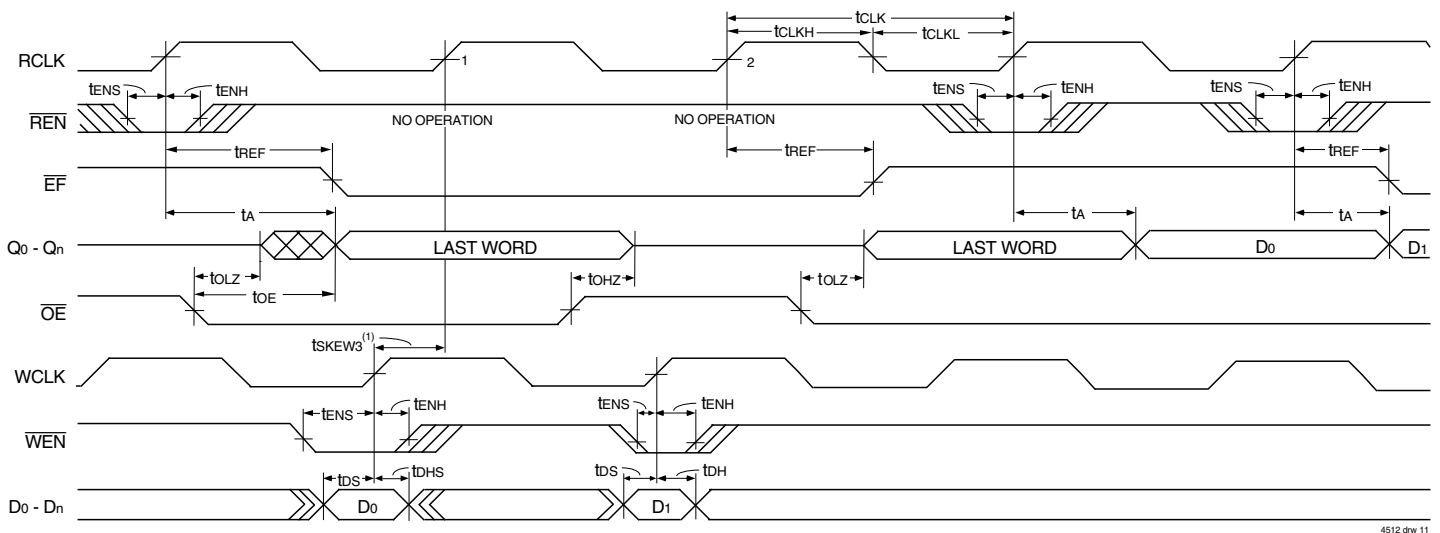 tCLK
tCLKH tCLKL
RCLK 1 2
tENS tENH tENS tENH tENS tENH
REN NO OPERATION NO OPERATION
tREF tREF tREF
EF
tA tA tA
Q0 - Qn LAST WORD LAST WORD D0 D1
tOLZ tOHZ tOLZ
tOE
OE
tSKEW3(1)
WCLK
tENS tENH tENS tENH
WEN
tDS tDHS tDS tDH
D0 - Dn D0 D1
4512 drw 11